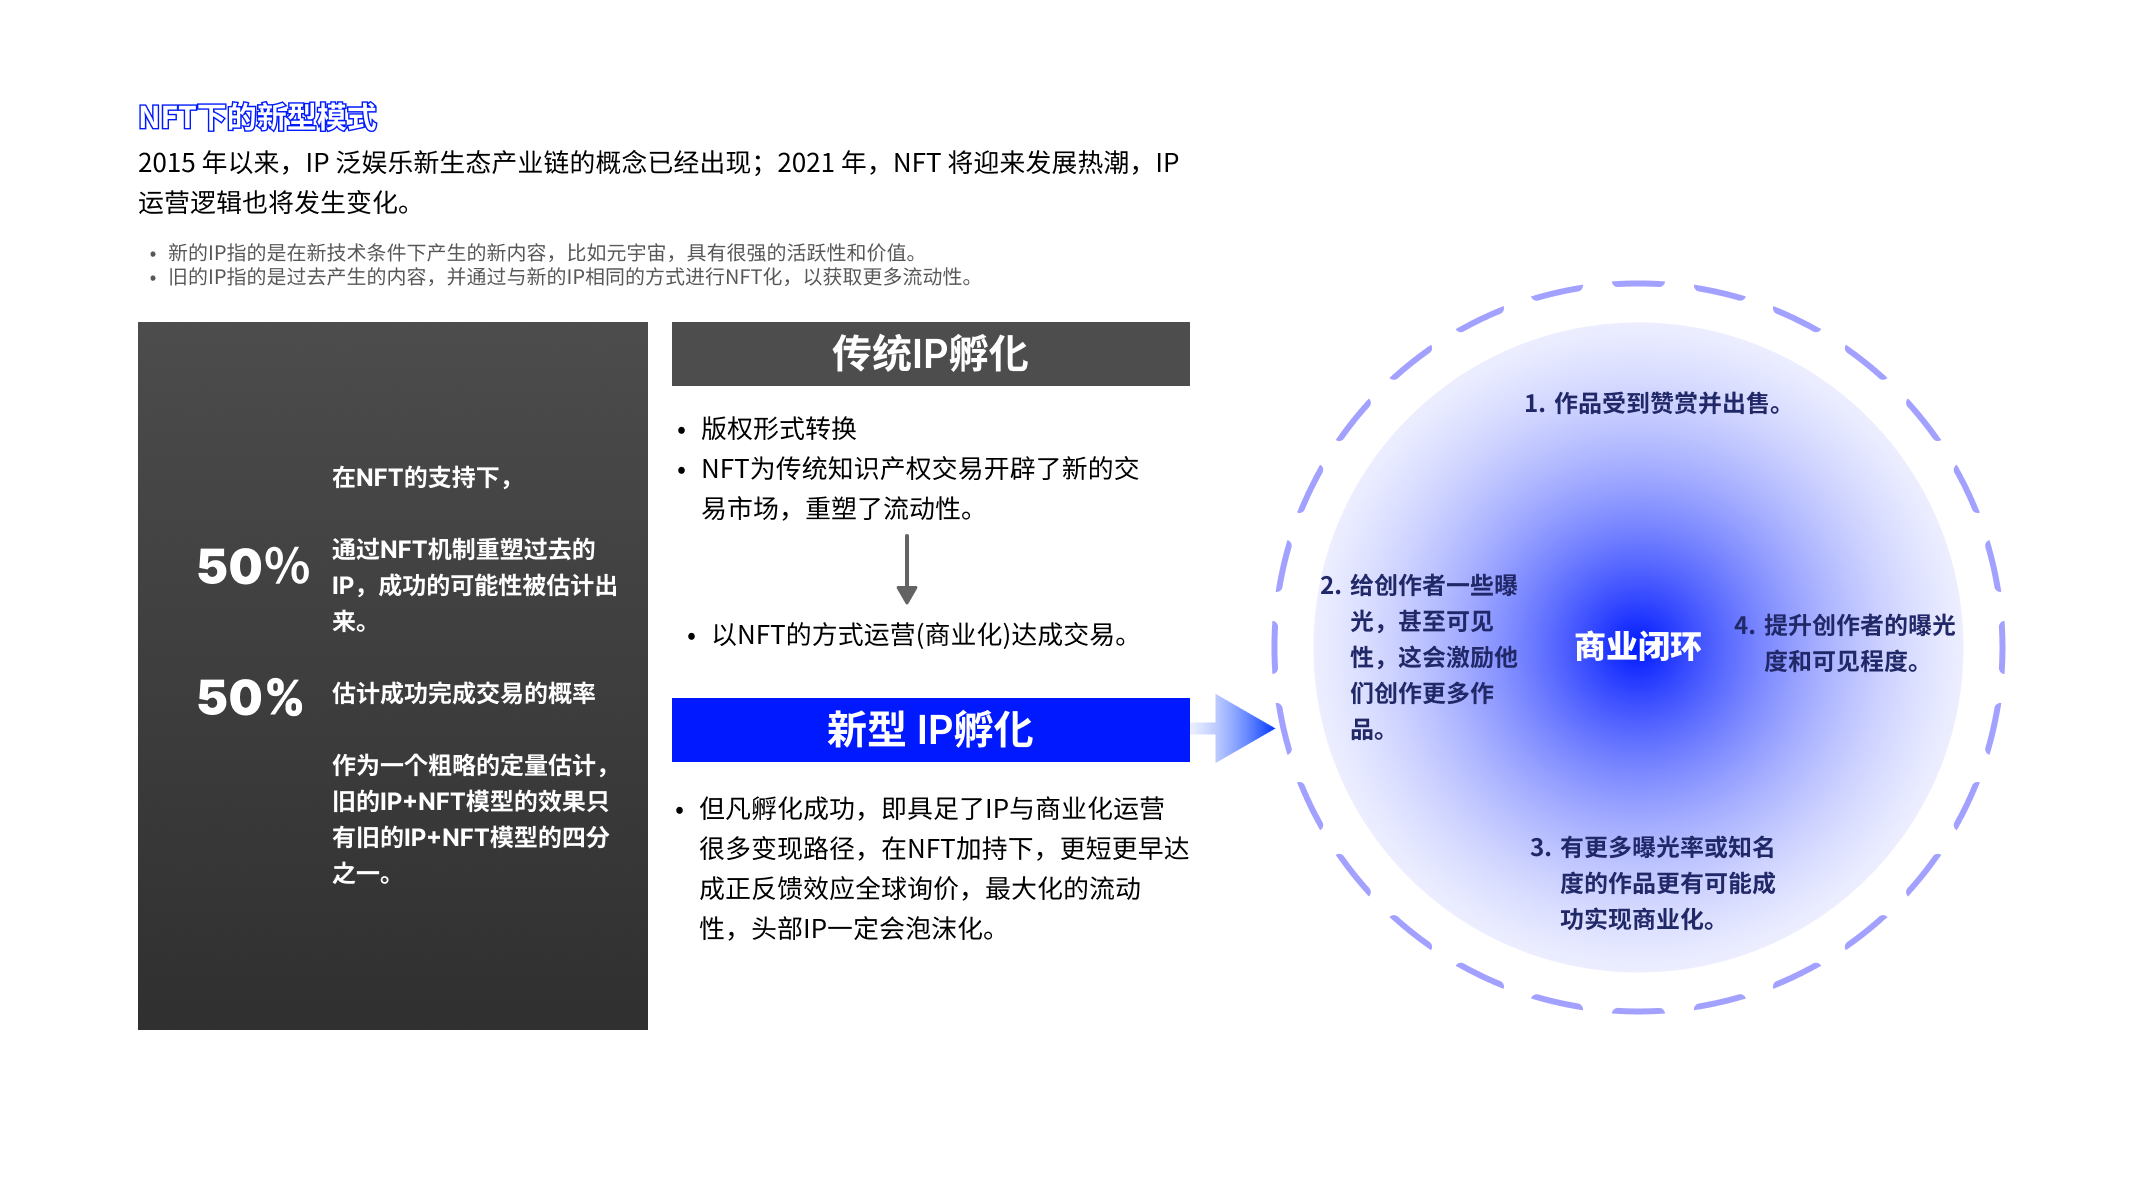 NFT下的新型模式
2015 年以来，IP 泛娱乐新生态产业链的概念已经出现；2021 年，NFT 将迎来发展热潮，IP
运营逻辑也将发生变化。
• 新的IP指的是在新技术条件下产生的新内容，比如元宇宙，具有很强的活跃性和价值。
• 旧的IP指的是过去产生的内容，并通过与新的IP相同的方式进行NFT化，以获取更多流动性。
在NFT的支持下，
50%
通过NFT机制重塑过去的
IP，成功的可能性被估计出
来。
50%
估计成功完成交易的概率
作为一个粗略的定量估计，
旧的IP+NFT模型的效果只
有旧的IP+NFT模型的四分
之一。
传统IP孵化
• 版权形式转换
• NFT为传统知识产权交易开辟了新的交
易市场，重塑了流动性。
• 以NFT的方式运营(商业化)达成交易。
新型 IP孵化
• 但凡孵化成功，即具足了IP与商业化运营
很多变现路径，在NFT加持下，更短更早达
成正反馈效应全球询价，最大化的流动
性，头部IP一定会泡沫化。
1. 作品受到赞赏并出售。
2. 给创作者一些曝
光，甚至可见
性，这会激励他
们创作更多作
品。
商业闭环
4. 提升创作者的曝光
度和可见程度。
3. 有更多曝光率或知名
度的作品更有可能成
功实现商业化。